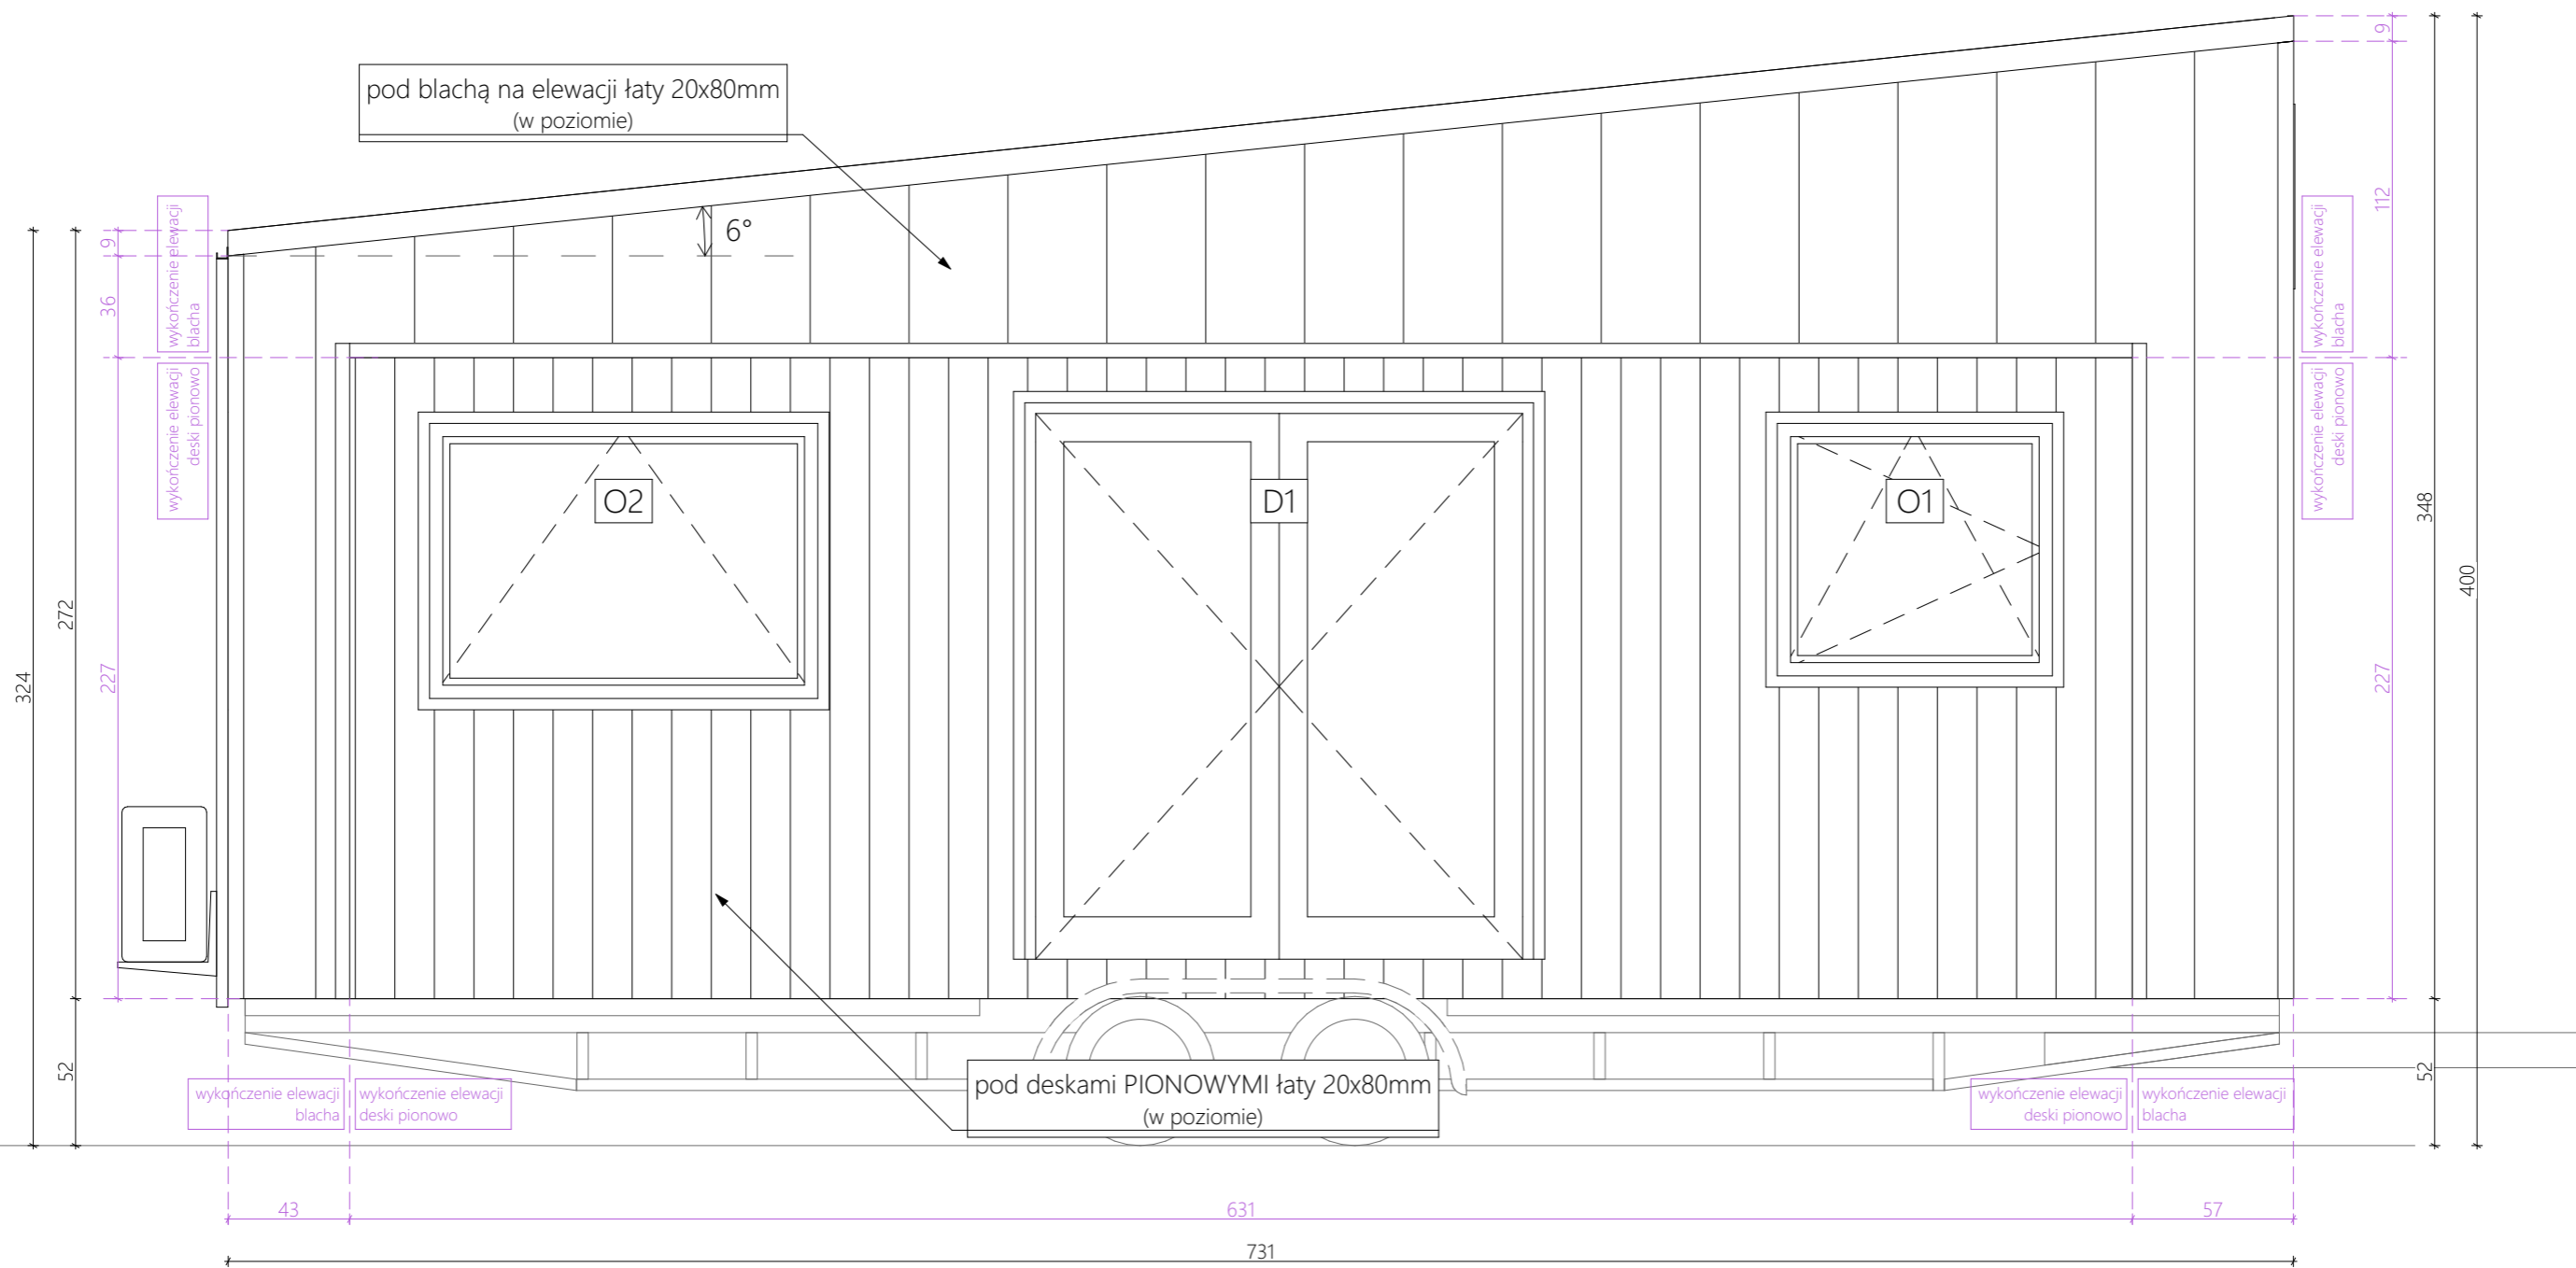 pod blachą na elewacji łaty 20x80mm
(w poziomie)
6°
9
36
227
272
324
52
wykończenie elewacji
blacha
wykończenie elewacji
deski pionowo
O2
D1
O1
9
112
227
348
400
52
wykończenie elewacji
blacha
wykończenie elewacji
deski pionowo
pod deskami PIONOWYMI łaty 20x80mm
(w poziomie)
wykończenie elewacji
blacha
wykończenie elewacji
deski pionowo
wykończenie elewacji
deski pionowo
wykończenie elewacji
blacha
43
631
57
731